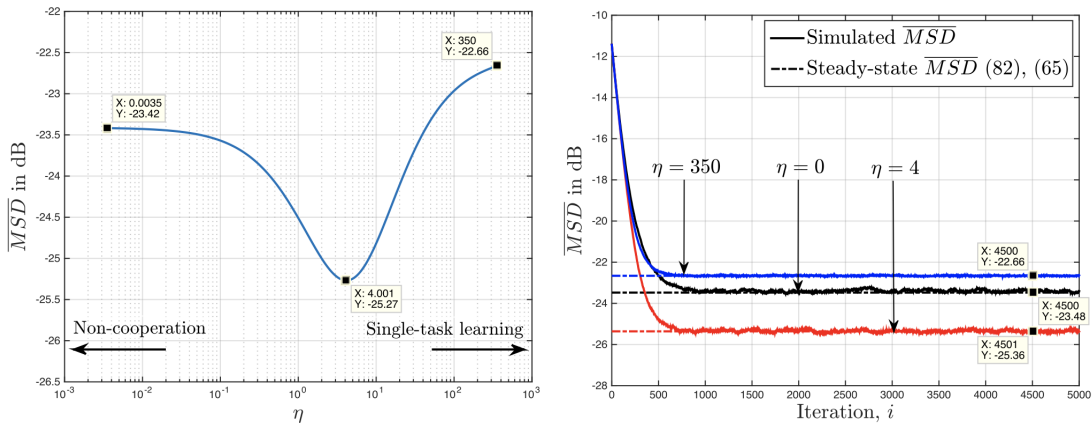 -22.5
-23
-23.5
-24
-24.5
-25
-25.5
-26
-26.5
MSD in dB
X: 0.0035
Y: -23.42
X: 350
Y: -22.66
X: 4.001
Y: -25.27
Non-cooperation
Single-task learning
10^-3
10^-2
10^-1
10^0
10^1
10^2
10^3
η
-10
-12
-14
-16
-18
-20
-22
-24
-26
-28
MSD in dB
Simulated MSD
Steady-state MSD (82), (65)
η = 350
η = 0
η = 4
X: 4500
Y: -22.66
X: 4500
Y: -23.48
X: 4501
Y: -25.36
0
500
1000
1500
2000
2500
3000
3500
4000
4500
5000
Iteration, i